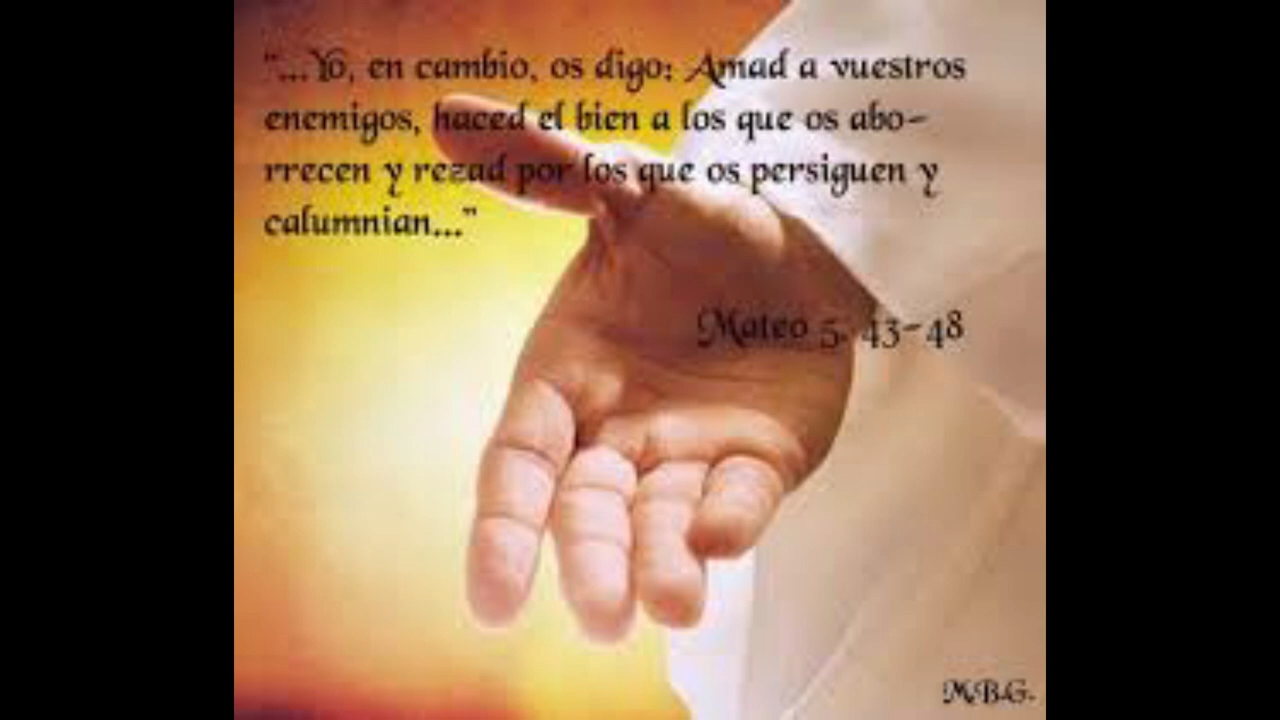 "...Yo, en cambio, os digo: Amad a vuestros
enemigos, haced el bien a los que os abo-
rrecen y rezad por los que os persiguen y
calumnian..."
Mateo 5, 43-48
M.B.G.